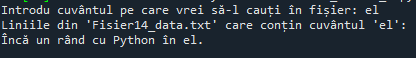 Introdu cuvântul pe care vrei să-l cauți în fișier: el
Liniile din 'Fisier14_data.txt' care conțin cuvântul 'el':
Încă un rând cu Python în el.